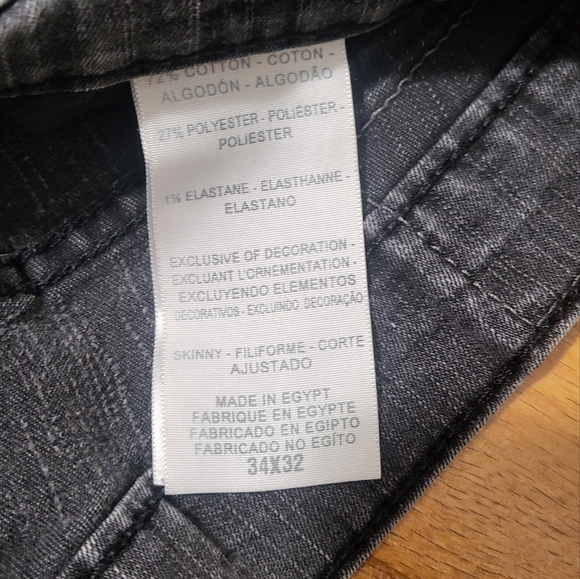 72% COTTON - COTON -
ALGODÓN - ALGODÃO
27% POLYESTER - POLIÉSTER -
POLIESTER
1% ELASTANE - ELASTHANNE -
ELASTANO
EXCLUSIVE OF DECORATION -
EXCLUANT L'ORNEMENTATION -
EXCLUYENDO ELEMENTOS
DECORATIVOS - EXCLUINDO DECORAÇÃO
SKINNY - FILIFORME - CORTE
AJUSTADO
MADE IN EGYPT
FABRIQUE EN EGYPTE
FABRICADO EN EGIPTO
FABRICADO NO EGÍTO
34X32